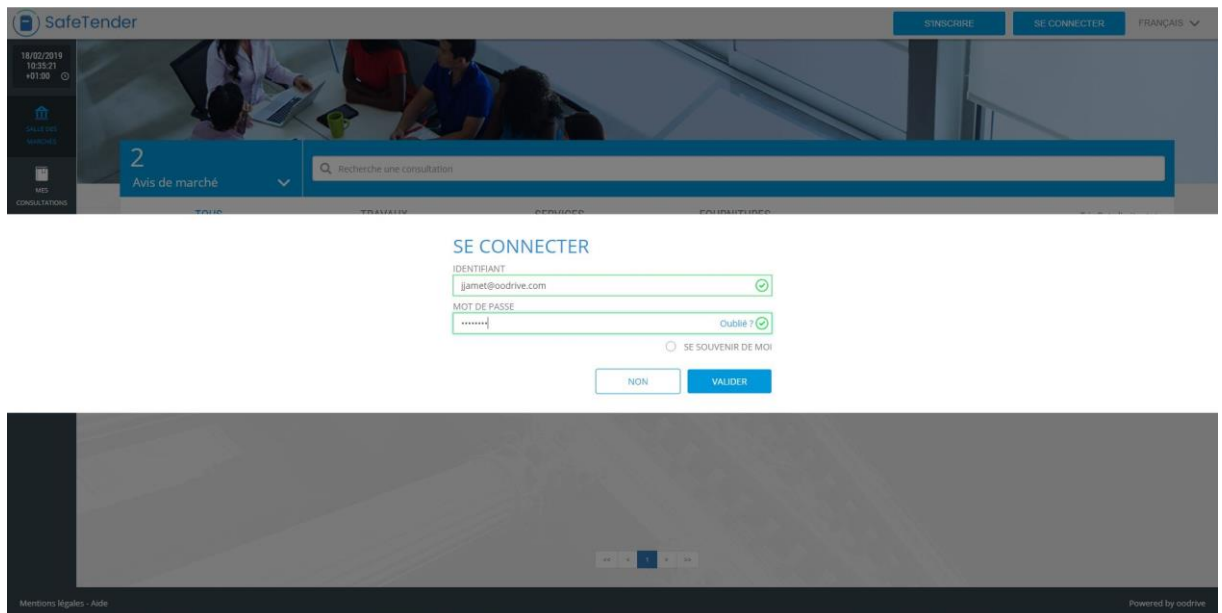 SafeTender
S'INSCRIRE
SE CONNECTER
FRANÇAIS
18/02/2019
10:35:21
+01:00
SALLE DES
MARCHÉS
MES
CONSULTATIONS
2
Avis de marché
Recherche une consultation
TOUS
TRAVAUX
SERVICES
FOURNITURES
SE CONNECTER
IDENTIFIANT
jjamet@oodrive.com
MOT DE PASSE
••••••••
Oublié ?
SE SOUVENIR DE MOI
NON
VALIDER
1
Mentions légales - Aide
Powered by oodrive